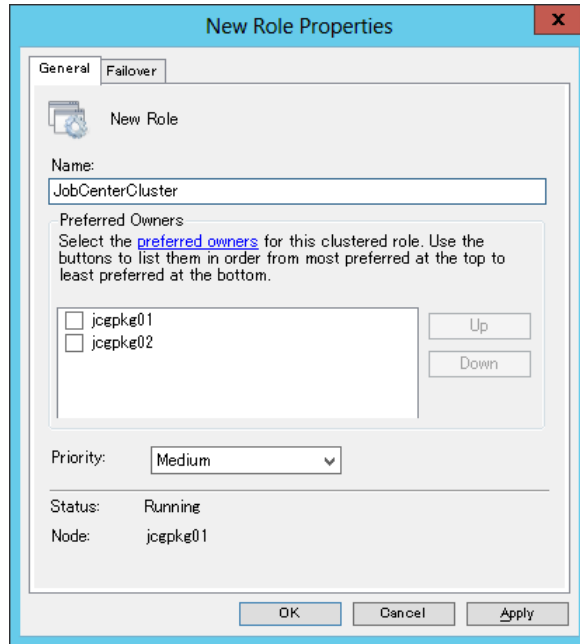 New Role Properties
x
General
Failover
New Role
Name:
JobCenterCluster
Preferred Owners
Select the preferred owners for this clustered role. Use the
buttons to list them in order from most preferred at the top to
least preferred at the bottom.
jcgpkg01
jcgpkg02
Up
Down
Priority:
Medium
Status:
Running
Node:
jcgpkg01
OK
Cancel
Apply